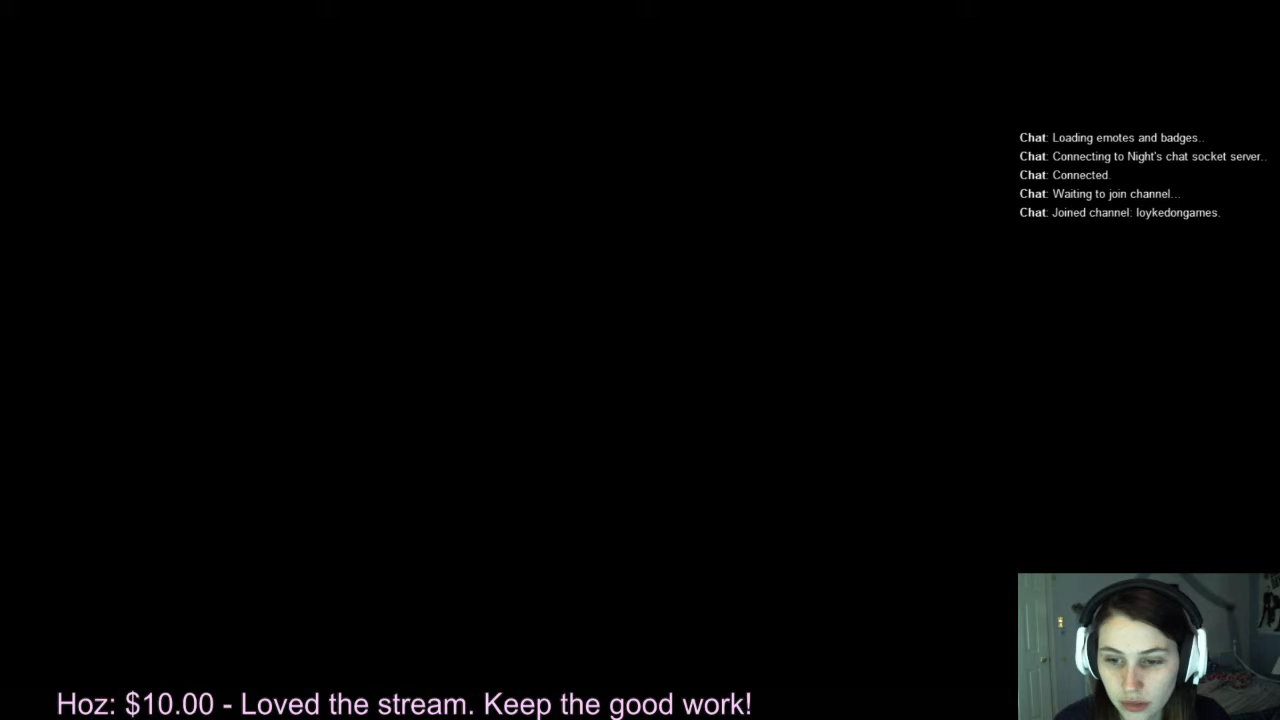 Chat: Loading emotes and badges..
Chat: Connecting to Night's chat socket server..
Chat: Connected.
Chat: Waiting to join channel...
Chat: Joined channel: loykedongames.
Hoz: $10.00 - Loved the stream. Keep the good work!